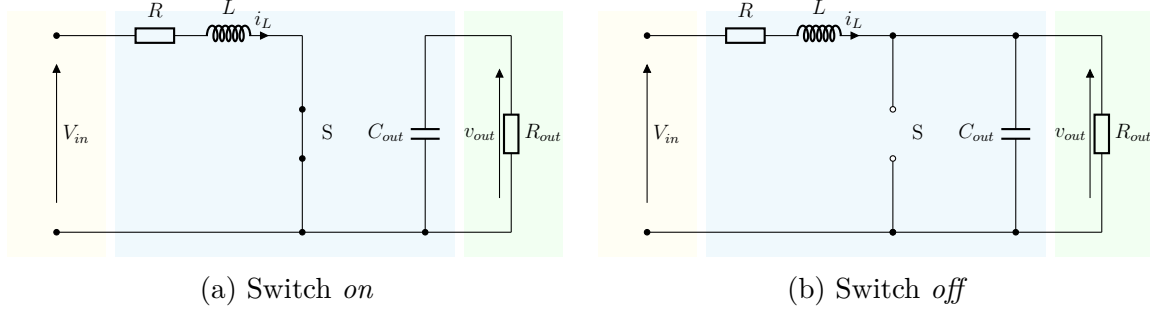 R L i_L
V_in S C_out v_out R_out
(a) Switch on
R L i_L
V_in S C_out v_out R_out
(b) Switch off